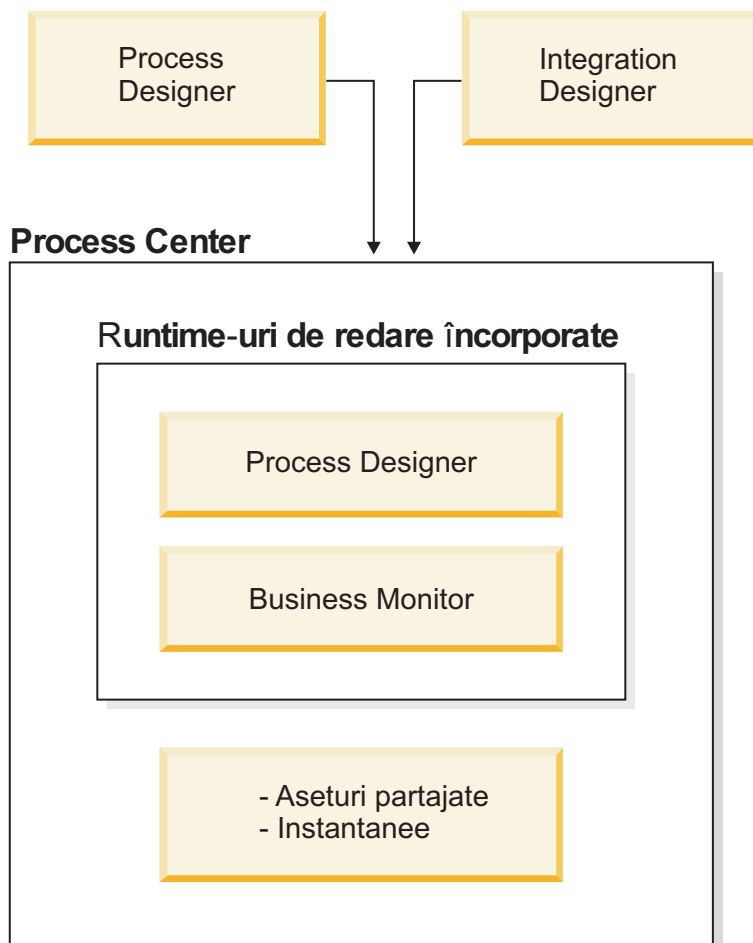 Process
Designer
Integration
Designer
Process Center
Runtime-uri de redare încorporate
Process Designer
Business Monitor
- Aseturi partajate
- Instantanee